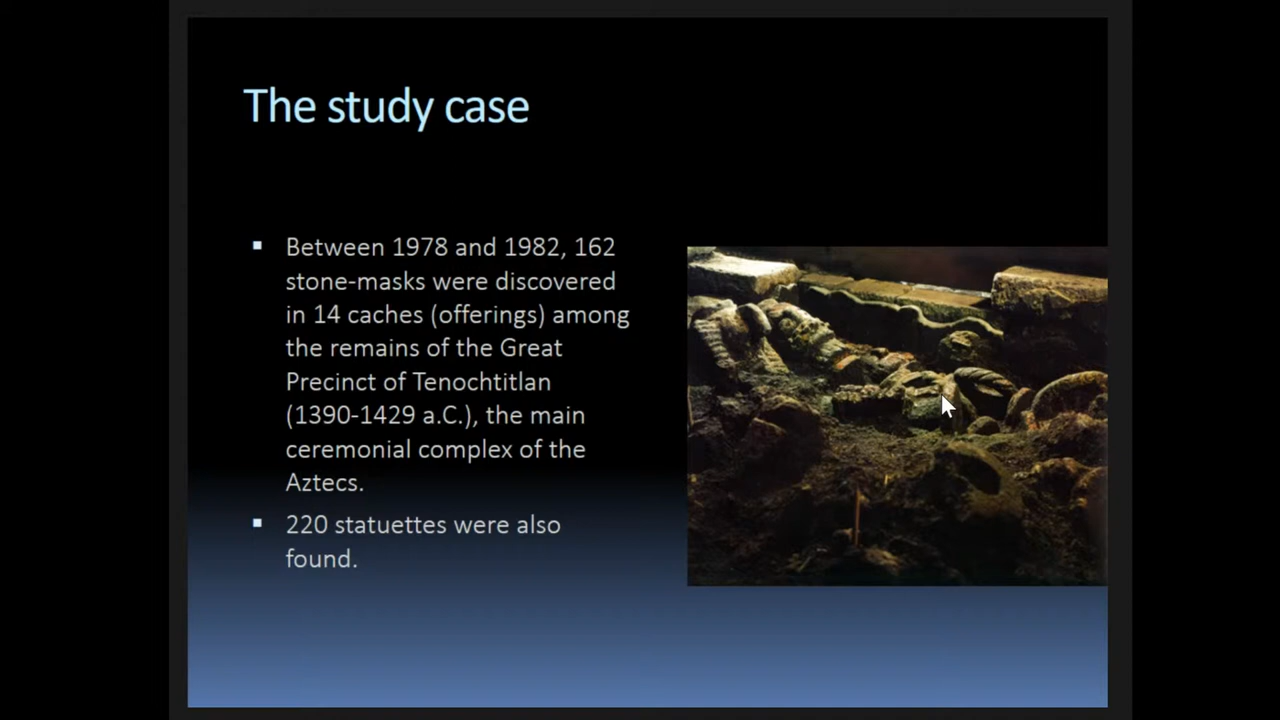 The study case
Between 1978 and 1982, 162
stone-masks were discovered
in 14 caches (offerings) among
the remains of the Great
Precinct of Tenochtitlan
(1390-1429 a.C.), the main
ceremonial complex of the
Aztecs.
220 statuettes were also
found.